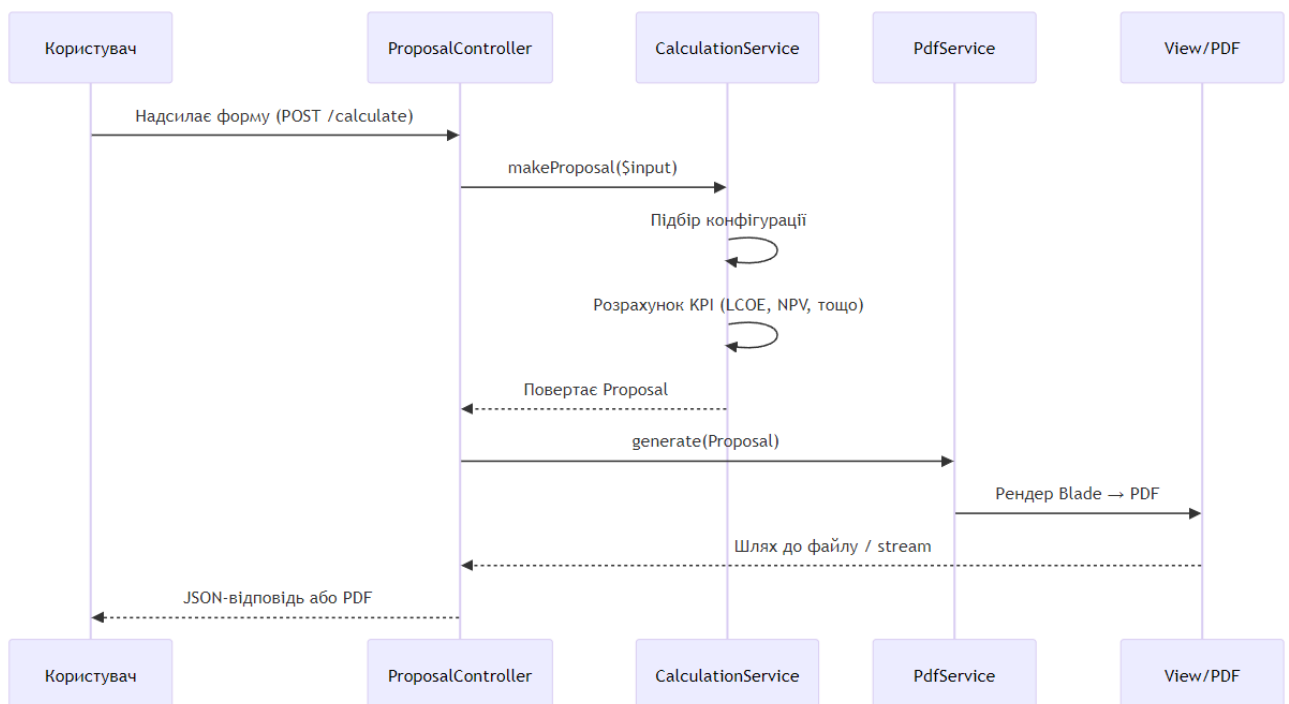 Користувач
ProposalController
CalculationService
PdfService
View/PDF
Надсилає форму (POST /calculate)
makeProposal($input)
Підбір конфігурації
Розрахунок KPI (LCOE, NPV, тощо)
Повертає Proposal
generate(Proposal)
Рендер Blade → PDF
Шлях до файлу / stream
JSON-відповідь або PDF
Користувач
ProposalController
CalculationService
PdfService
View/PDF